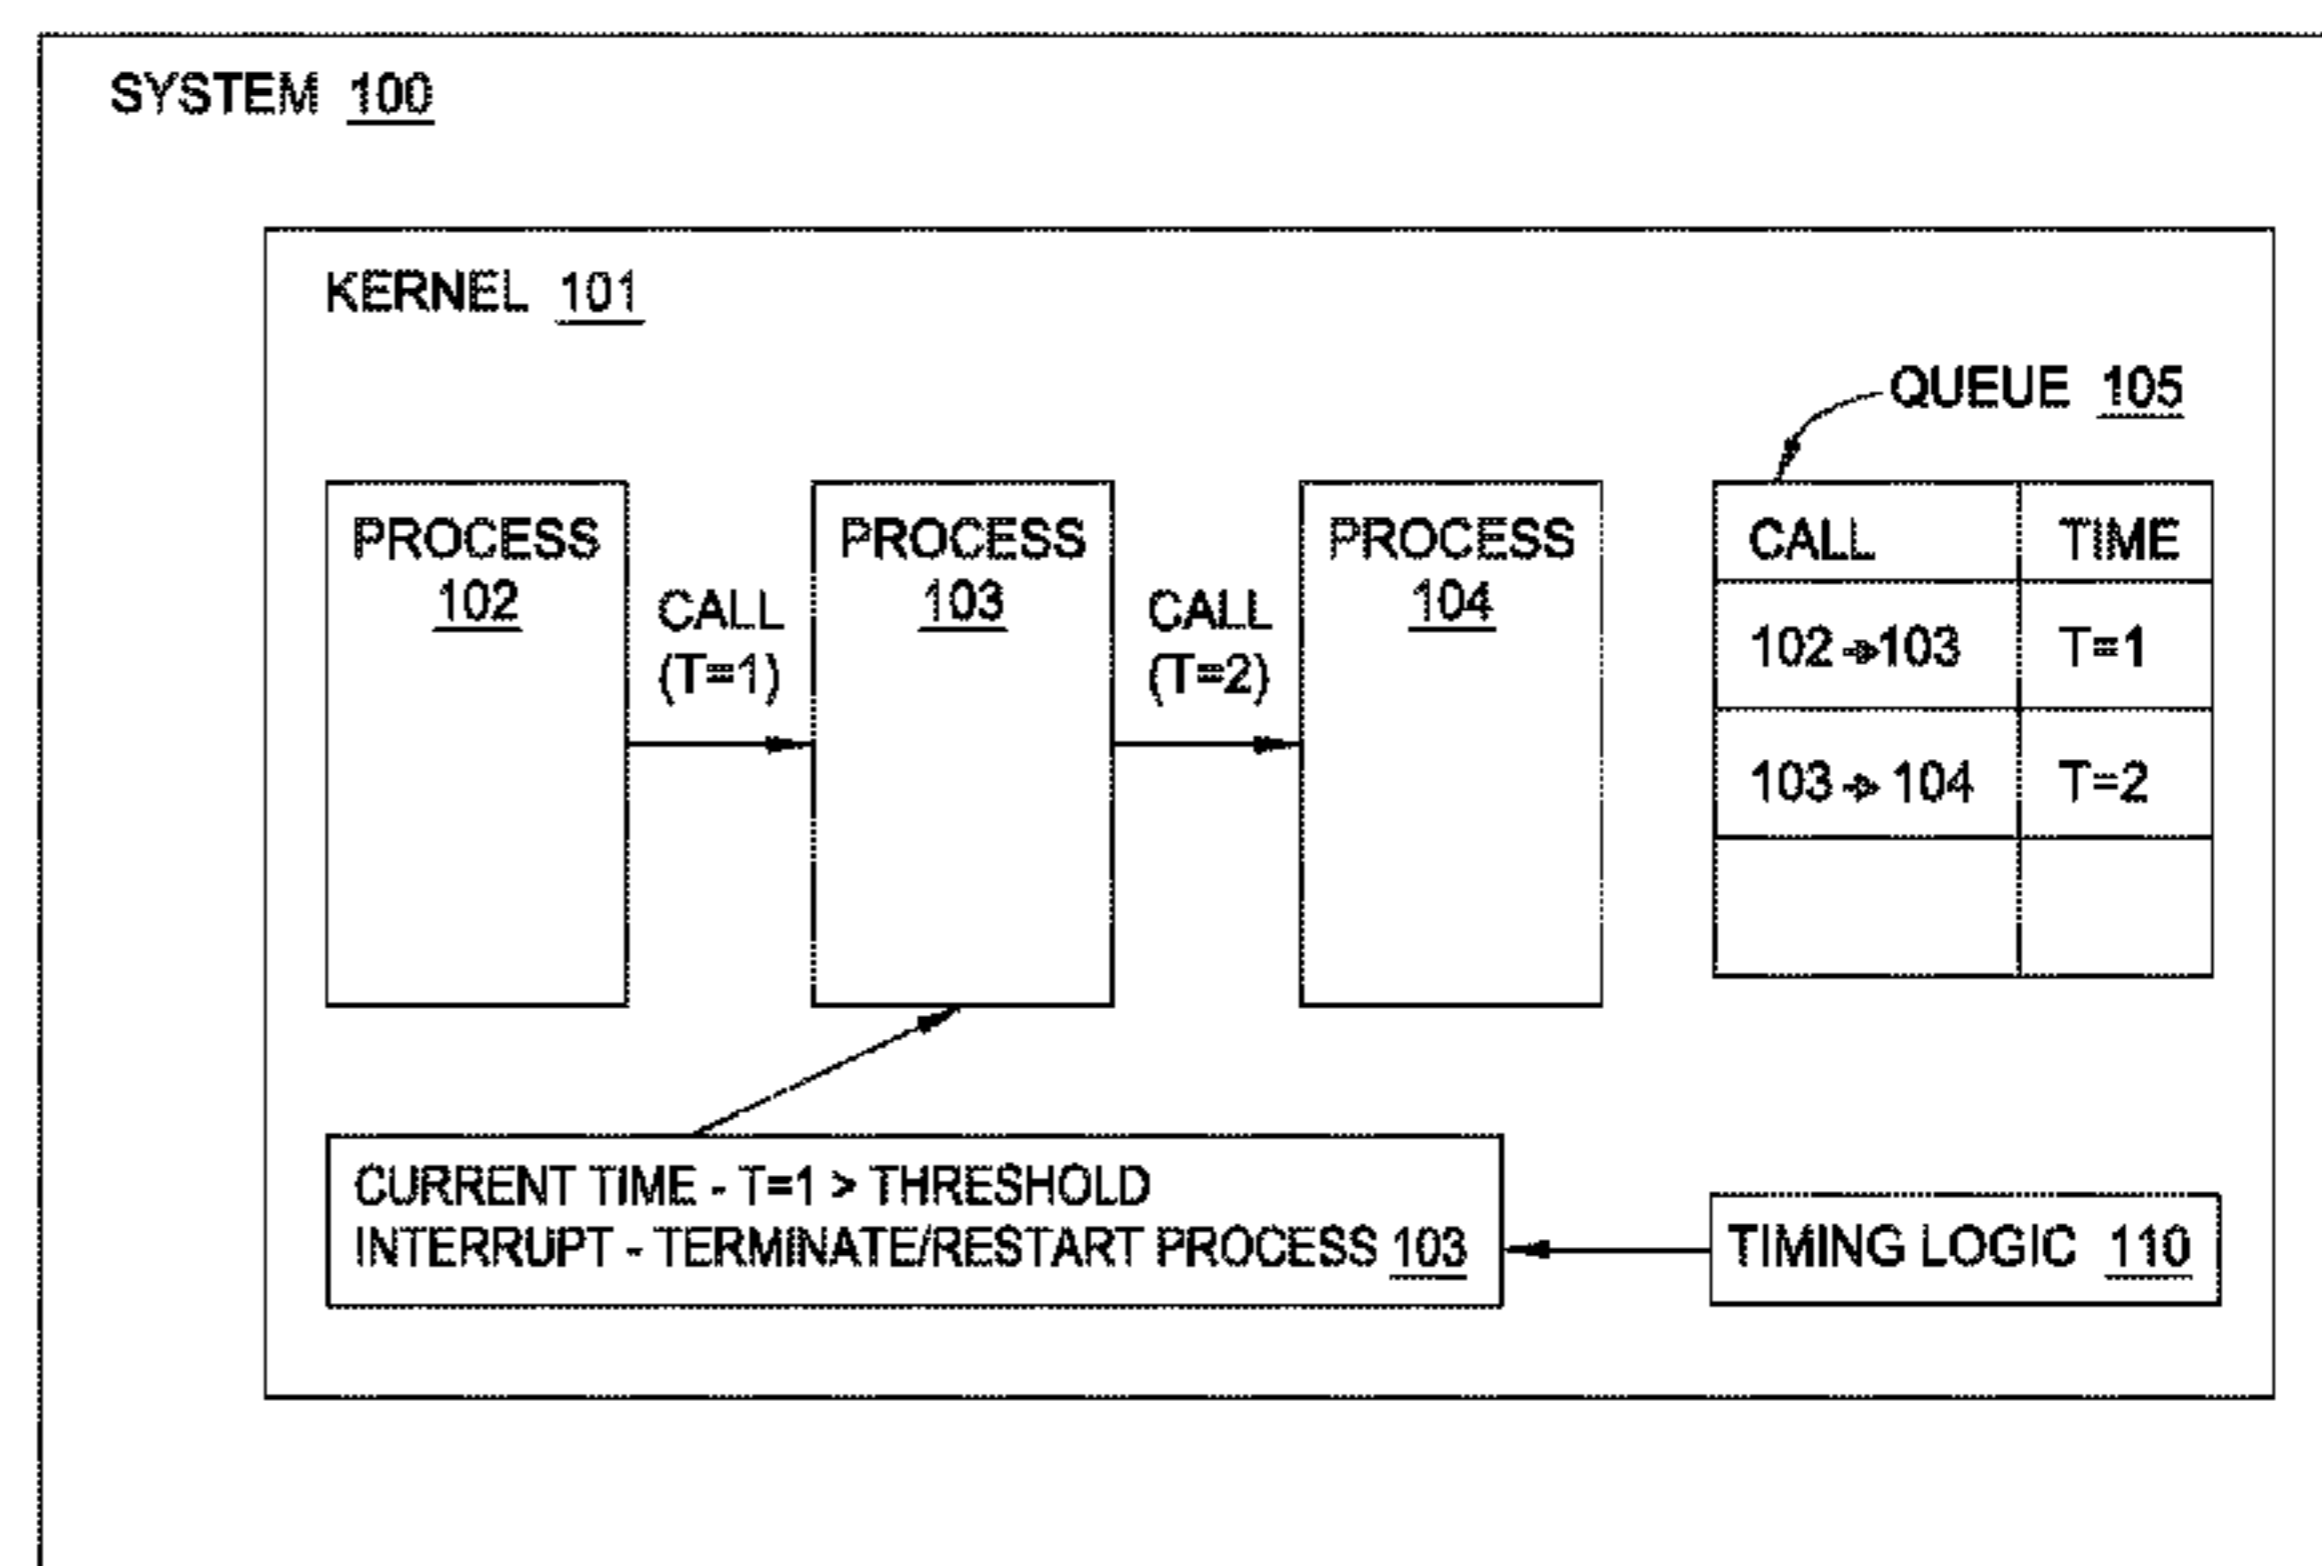 SYSTEM 100
KERNEL 101
QUEUE 105
PROCESS
102
CALL
(T=1)
PROCESS
103
CALL
(T=2)
PROCESS
104
CALL TIME
102→103 T=1
103→104 T=2
CURRENT TIME - T=1 > THRESHOLD
INTERRUPT - TERMINATE/RESTART PROCESS 103
TIMING LOGIC 110